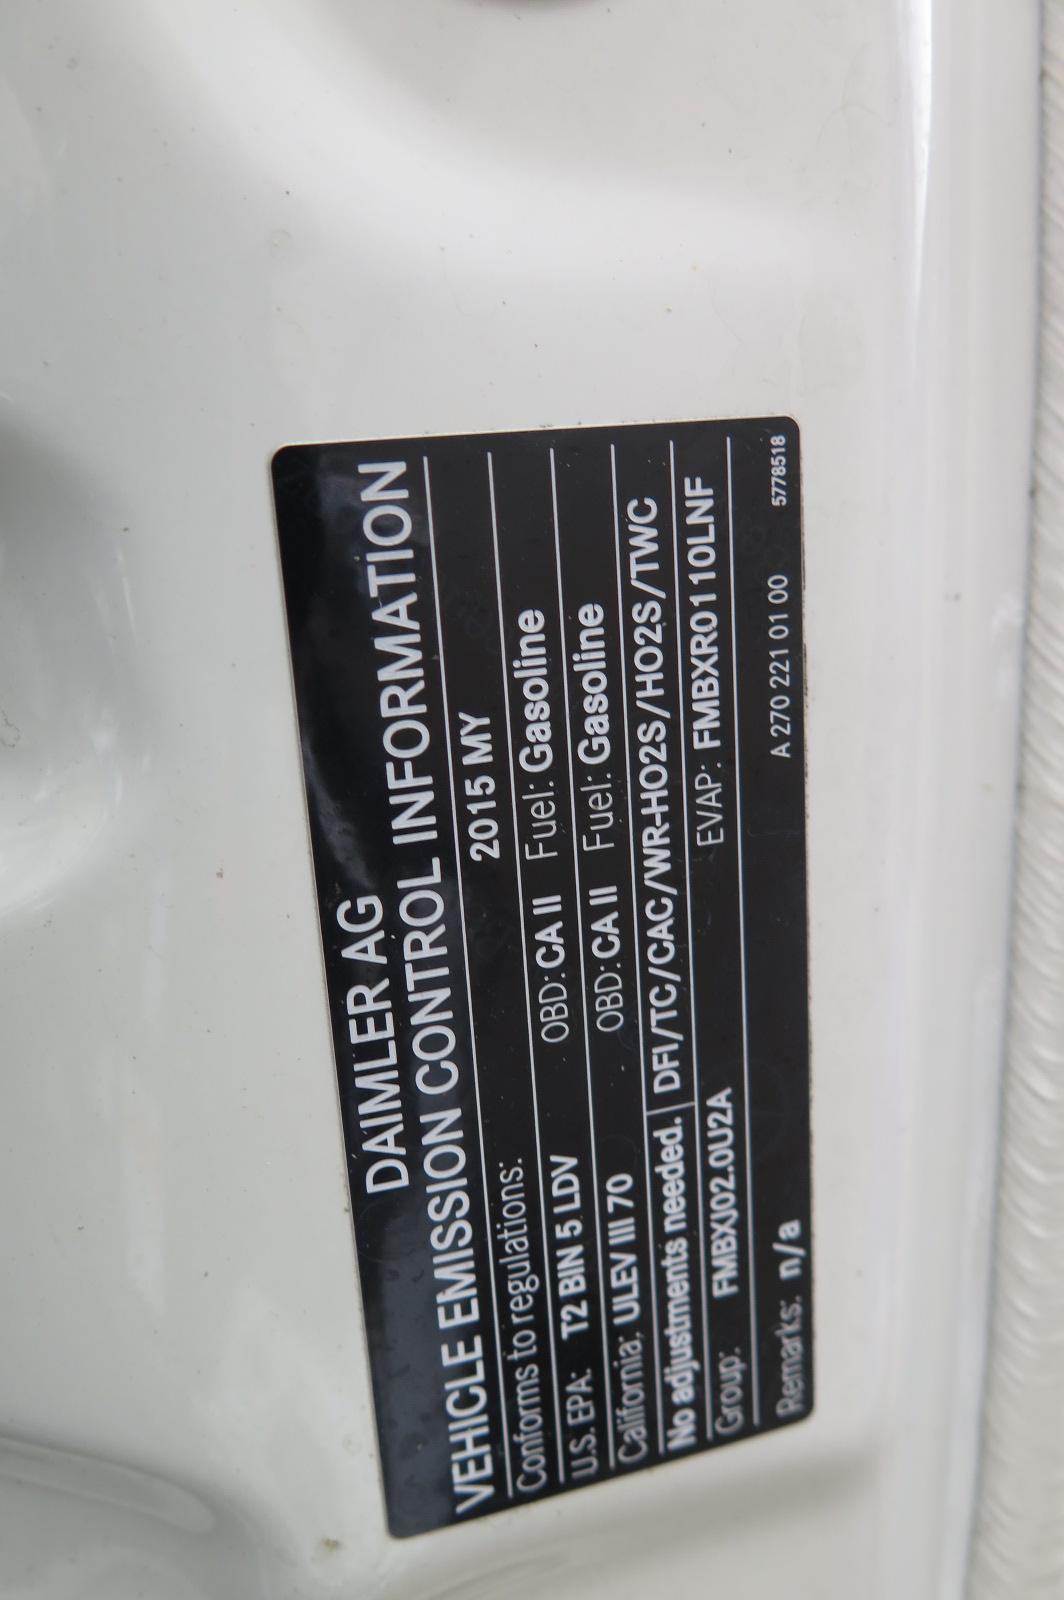 DAIMLER AG
VEHICLE EMISSION CONTROL INFORMATION
Conforms to regulations: 2015 MY
U.S. EPA: T2 BIN 5 LDV OBD: CA II Fuel: Gasoline
California: ULEV III 70 OBD: CA II Fuel: Gasoline
No adjustments needed. DFI/TC/CAC/WR-HO2S/HO2S/TWC
Group: FMBXJ02.0U2A EVAP: FMBXR0110LNF
Remarks: n/a A 270 221 01 00 5778518